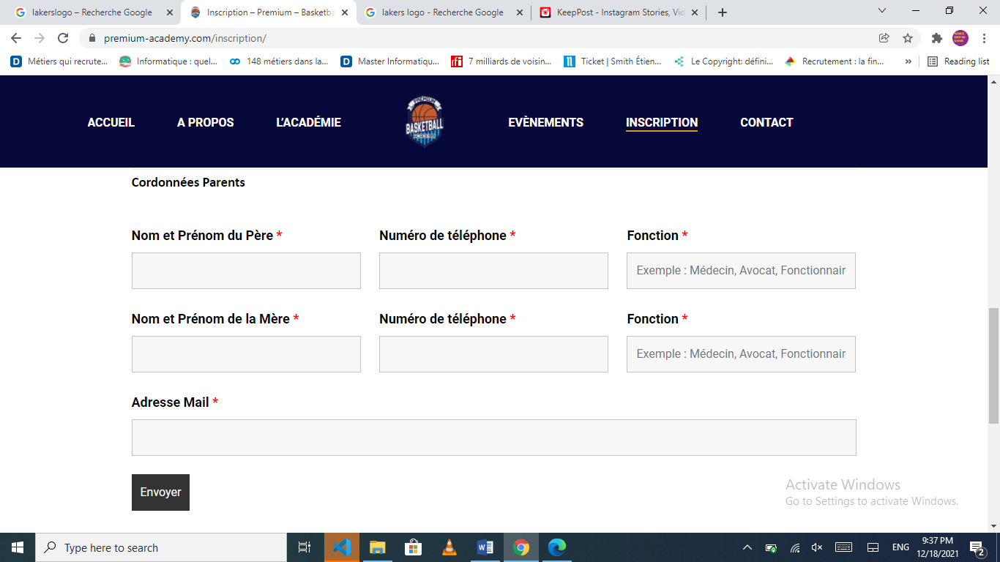 lakerslogo – Recherche Google
Inscription – Premium – Basketba
lakers logo - Recherche Google
KeepPost - Instagram Stories, Vid
premium-academy.com/inscription/
Métiers qui recrute...
Informatique : quel...
148 métiers dans la...
Master Informatiqu...
7 milliards de voisin...
Ticket | Smith Étien...
Le Copyright: défini...
Recrutement : la fin...
»
Reading list
ACCUEIL
A PROPOS
L'ACADÉMIE
PREMIUM
BASKETBALL
ACADEMY
EVÈNEMENTS
INSCRIPTION
CONTACT
Cordonnées Parents
Nom et Prénom du Père *
Numéro de téléphone *
Fonction *
Exemple : Médecin, Avocat, Fonctionnair
Nom et Prénom de la Mère *
Numéro de téléphone *
Fonction *
Exemple : Médecin, Avocat, Fonctionnair
Adresse Mail *
Envoyer
Activate Windows
Go to Settings to activate Windows.
Type here to search
ENG
9:37 PM
12/18/2021
2